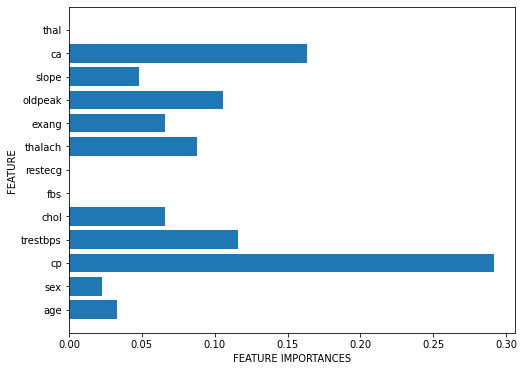 thal
ca
slope
oldpeak
exang
thalach
restecg
fbs
chol
trestbps
cp
sex
age
FEATURE
0.00 0.05 0.10 0.15 0.20 0.25 0.30
FEATURE IMPORTANCES